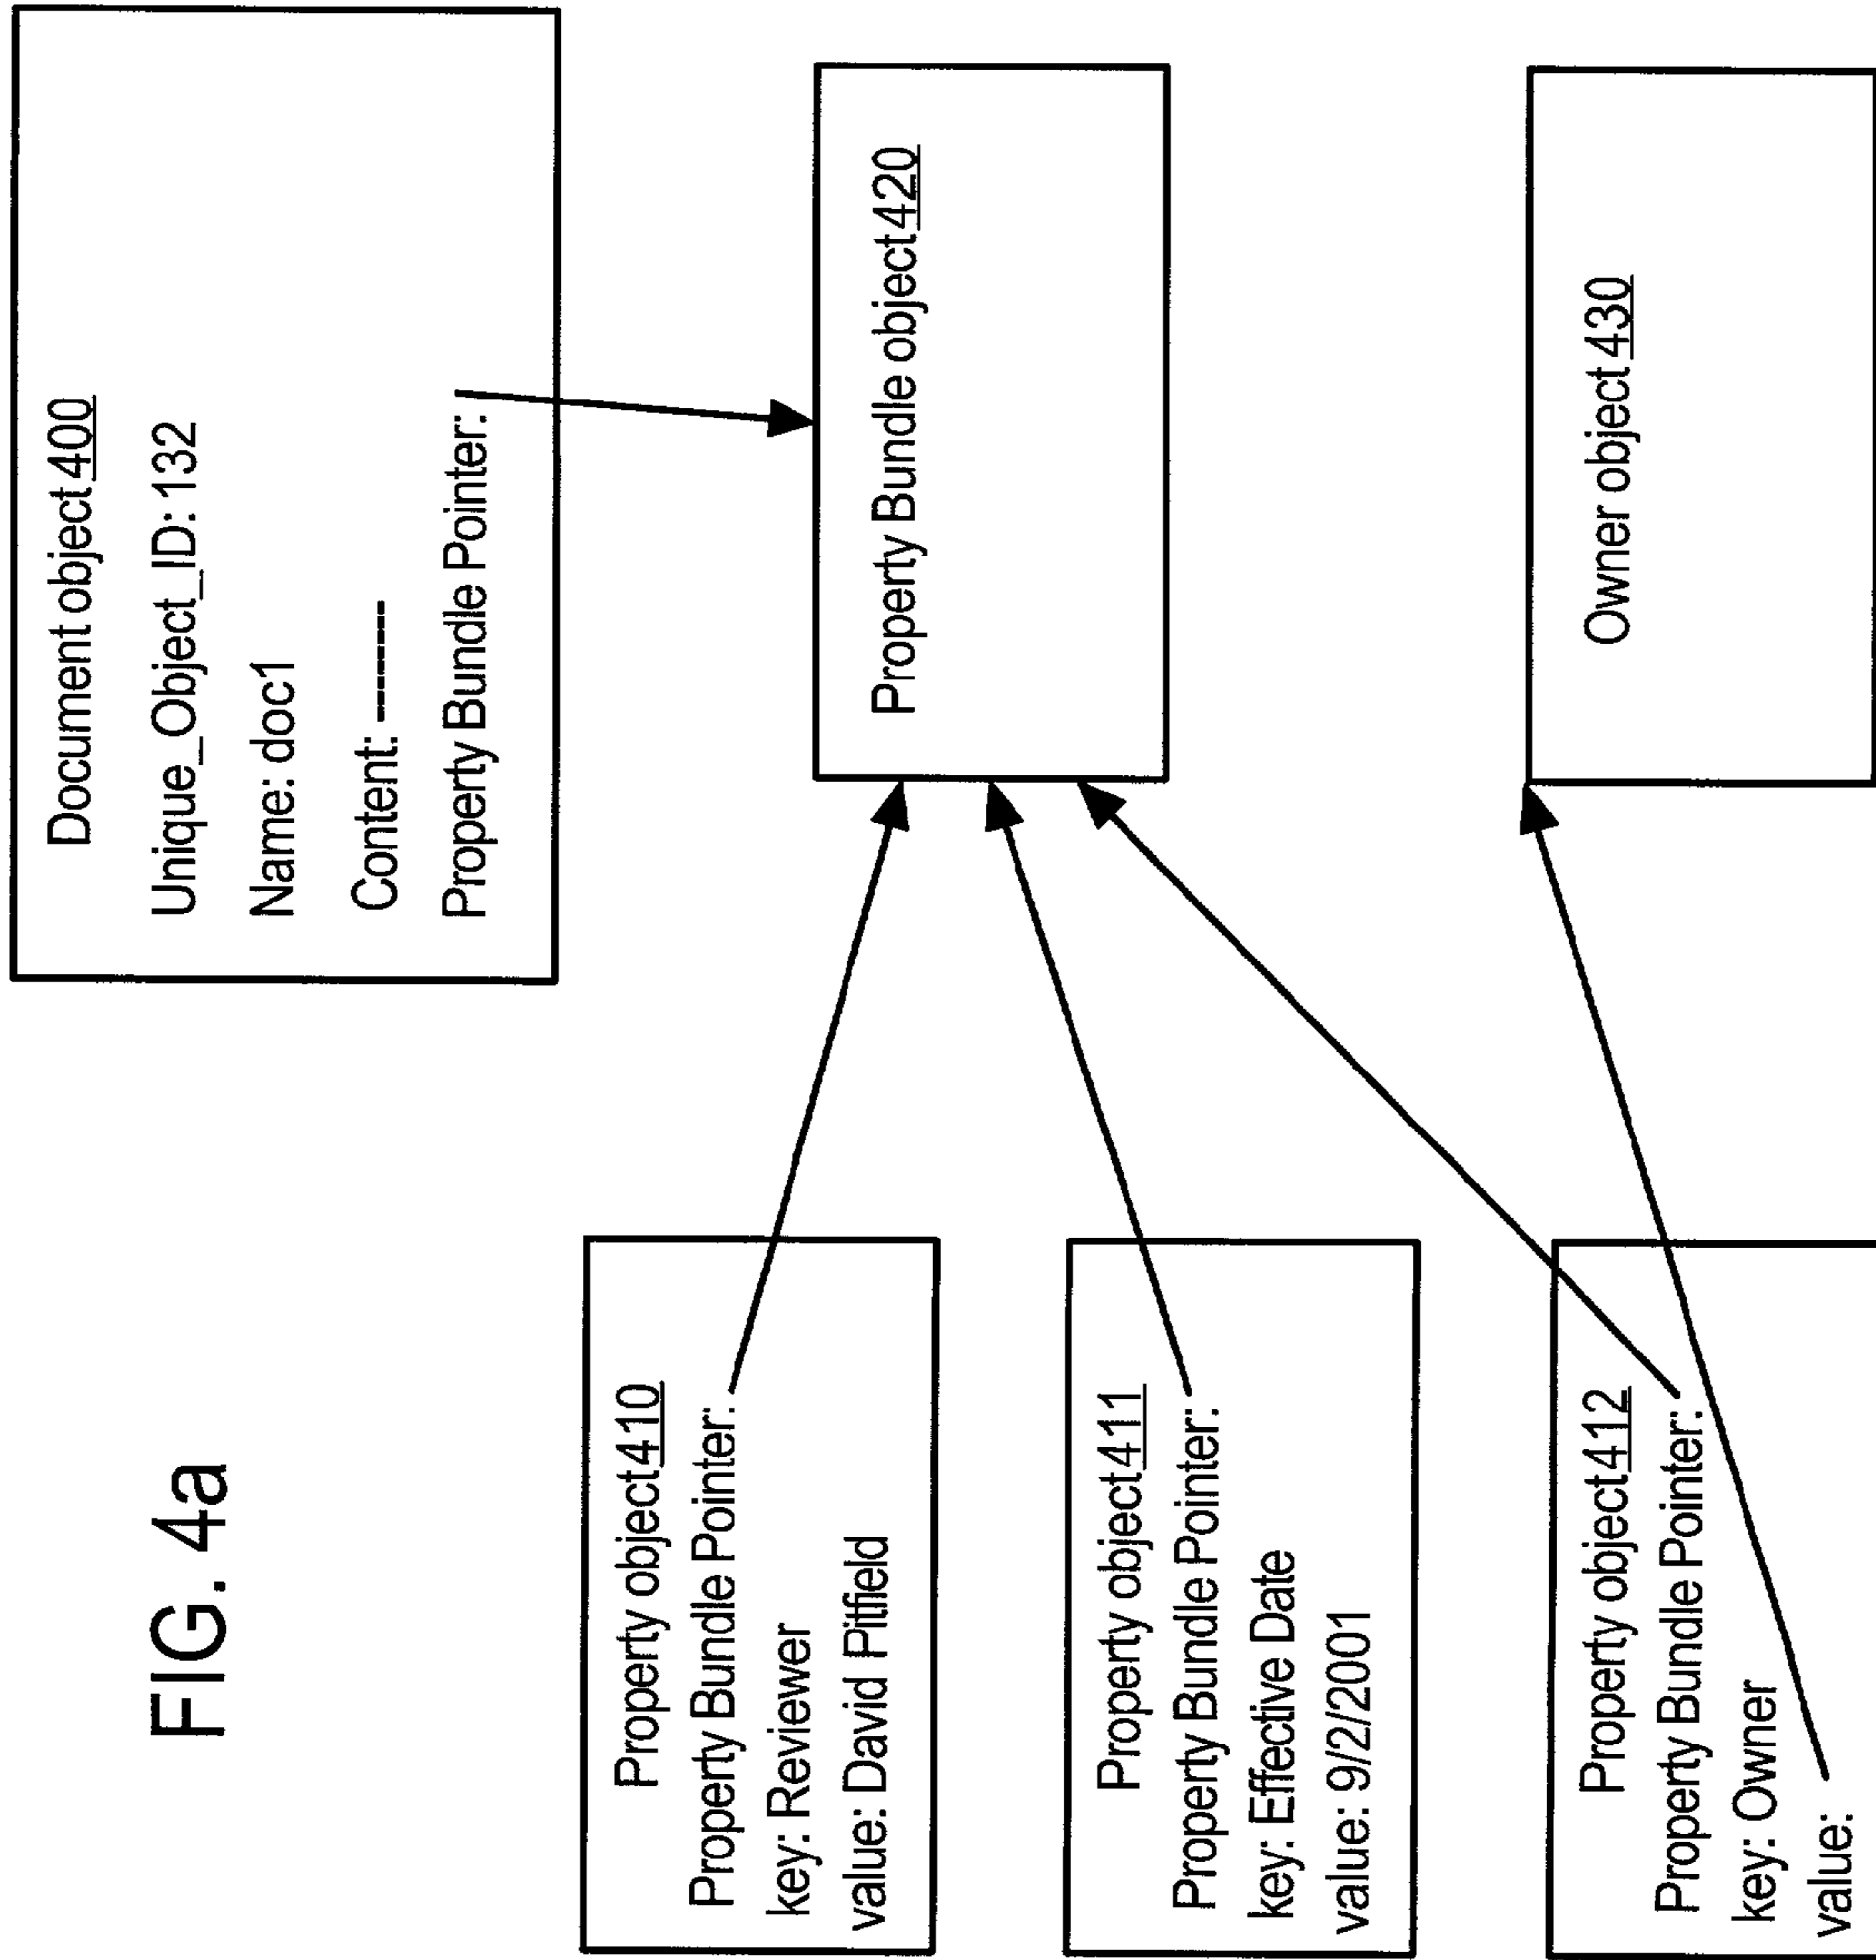 FIG. 4a
Document object 400
Unique_Object_ID: 132
Name: doc1
Content: --------
Property Bundle Pointer:
Property object 410
Property Bundle Pointer:
key: Reviewer
value: David Pitfield
Property Bundle object 420
Property object 411
Property Bundle Pointer:
key: Effective Date
value: 9/2/2001
Property object 412
Property Bundle Pointer:
key: Owner
value:
Owner object 430